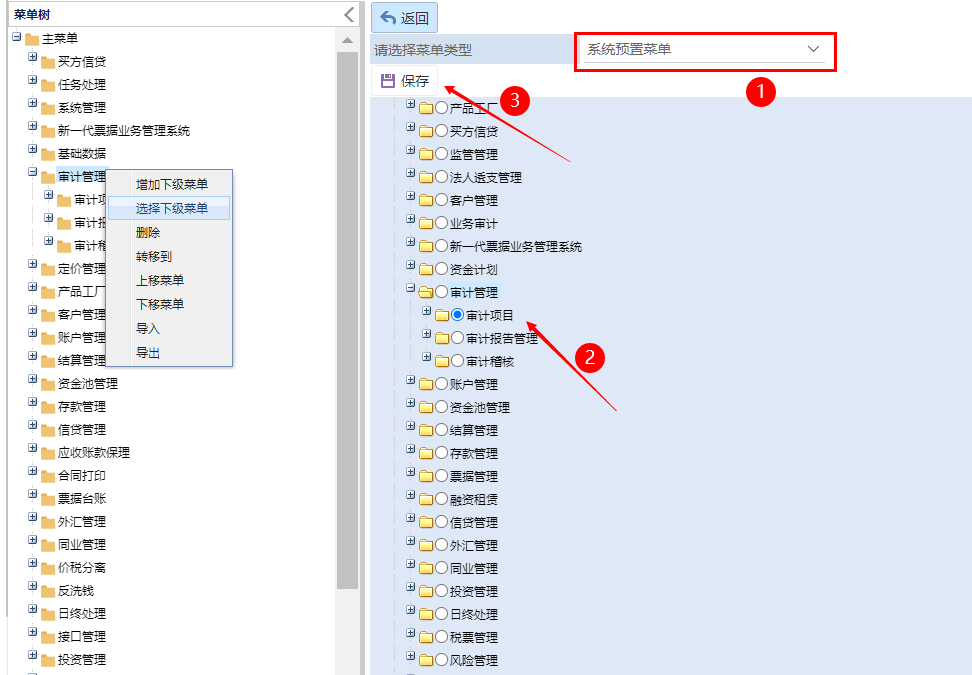 菜单树
主菜单
买方信贷
任务处理
系统管理
新一代票据业务管理系统
基础数据
审计管理
审计项
审计报
审计稽
定价管理
产品工厂
客户管理
账户管理
结算管理
资金池管理
存款管理
信贷管理
应收账款保理
合同打印
票据台账
外汇管理
同业管理
价税分离
反洗钱
日终处理
接口管理
投资管理
增加下级菜单
选择下级菜单
删除
转移到
上移菜单
下移菜单
导入
导出
返回
请选择菜单类型
系统预置菜单
1
保存
3
产品工厂
买方信贷
监管管理
法人透支管理
客户管理
业务审计
新一代票据业务管理系统
资金计划
审计管理
审计项目
审计报告管理
2
审计稽核
账户管理
资金池管理
结算管理
存款管理
票据管理
融资租赁
信贷管理
外汇管理
同业管理
投资管理
日终处理
税票管理
风险管理